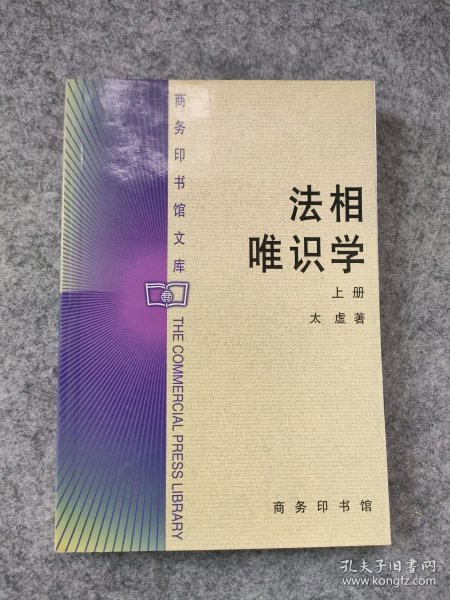 商务印书馆文库
THE COMMERCIAL PRESS LIBRARY
法相
唯识学
上册
太虚著
商务印书馆
孔夫子旧书网
www.kongfz.com